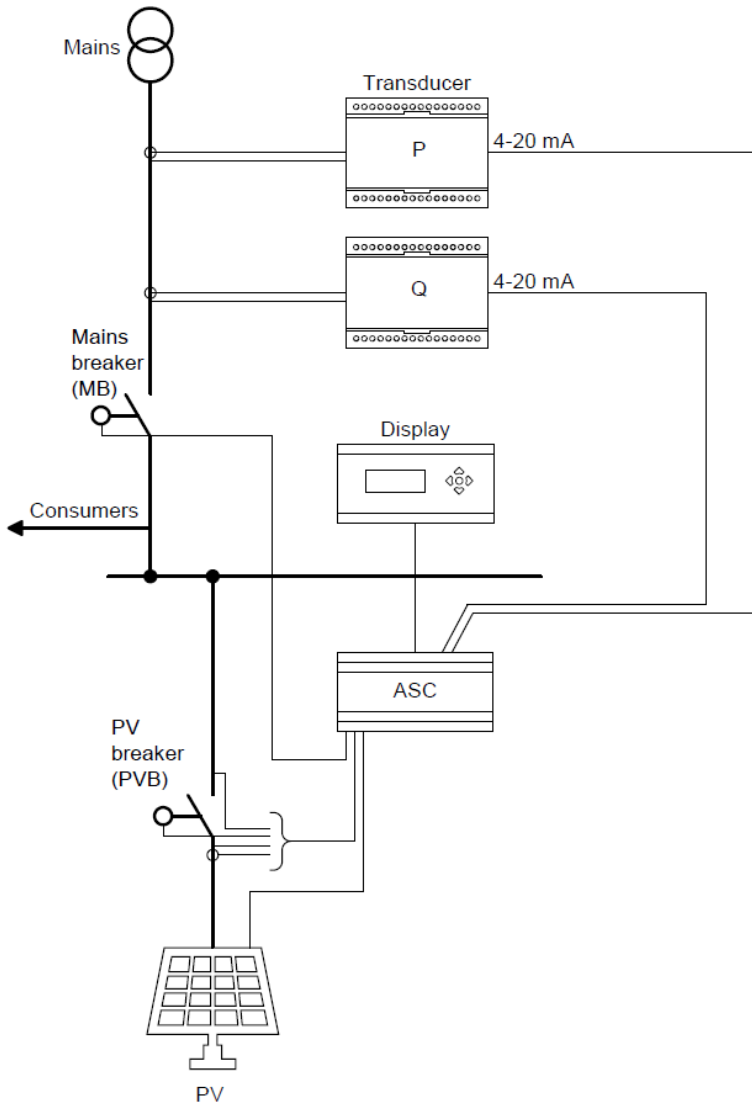 Mains
Transducer
P
4-20 mA
Q
4-20 mA
Mains
breaker
(MB)
Display
Consumers
ASC
PV
breaker
(PVB)
PV